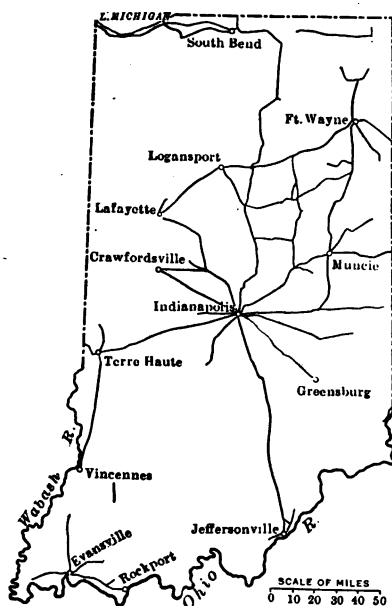 L. MICHIGAN
South Bend
Ft. Wayne
Logansport
Lafayette
Crawfordsville
Muncie
Indianapolis
Terre Haute
Greensburg
Wabash R.
Vincennes
Jeffersonville
Evansville
Rockport
Ohio R.
SCALE OF MILES
0 10 20 30 40 50